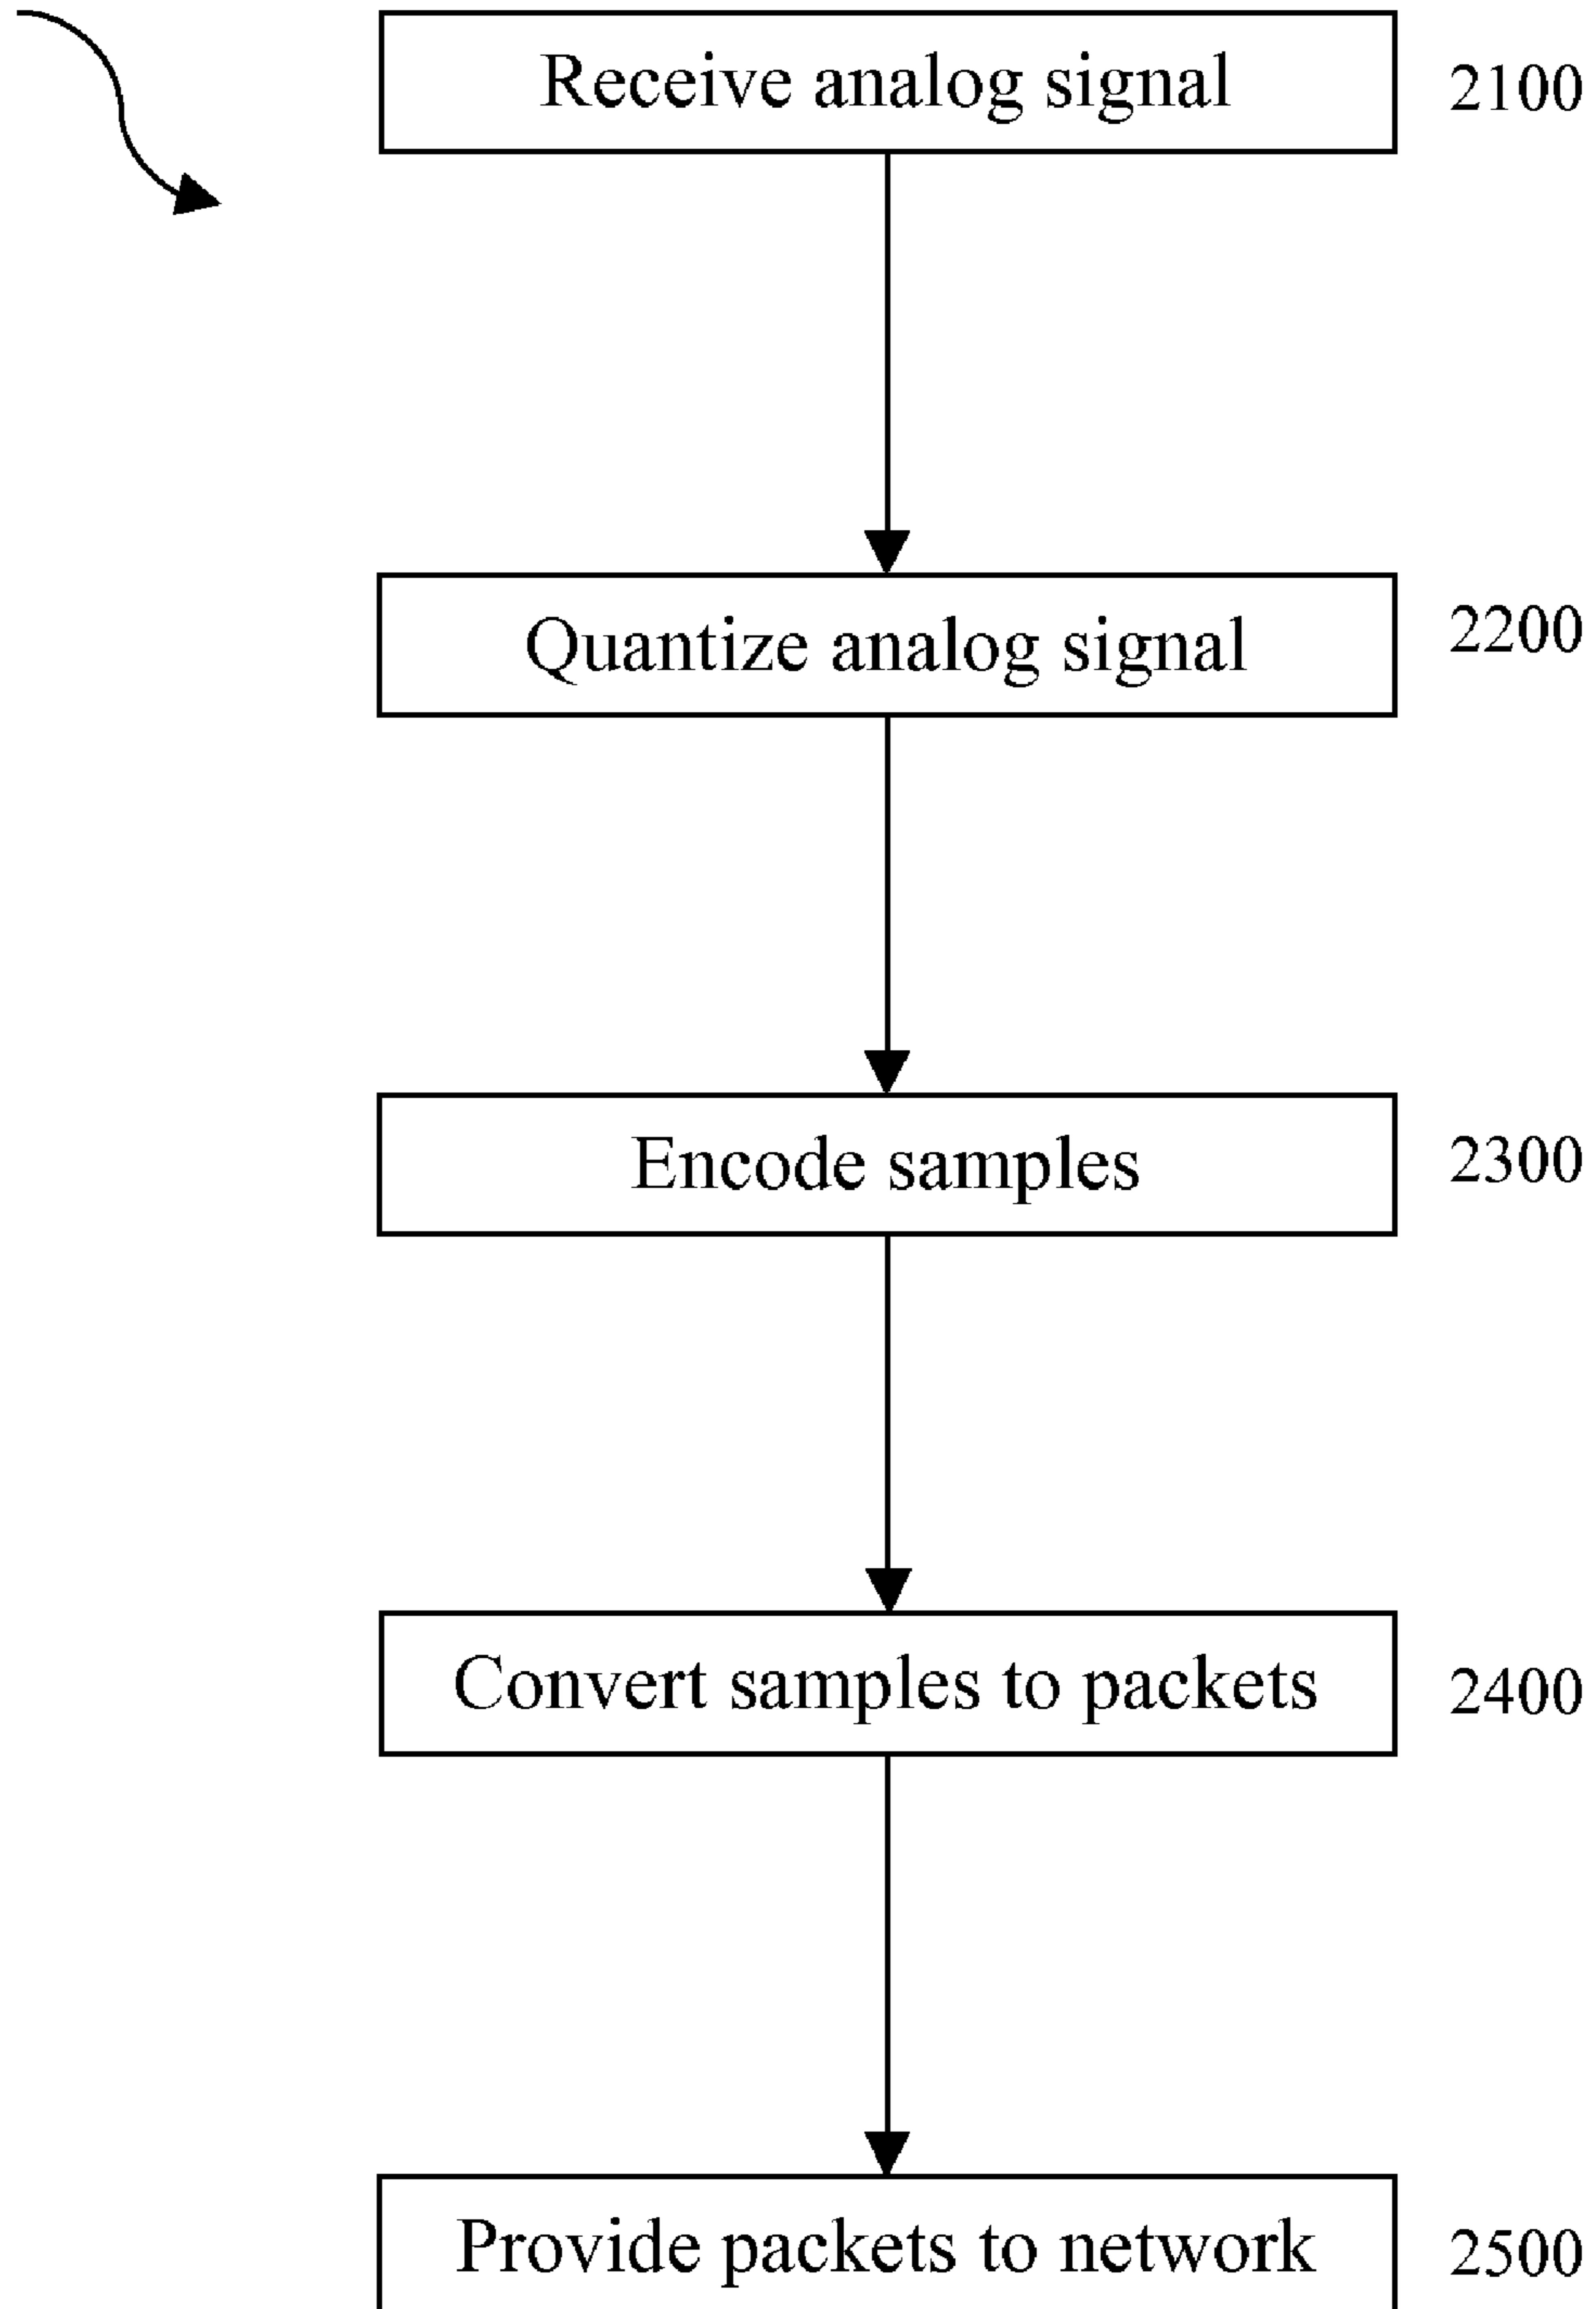 Receive analog signal 2100
Quantize analog signal 2200
Encode samples 2300
Convert samples to packets 2400
Provide packets to network 2500